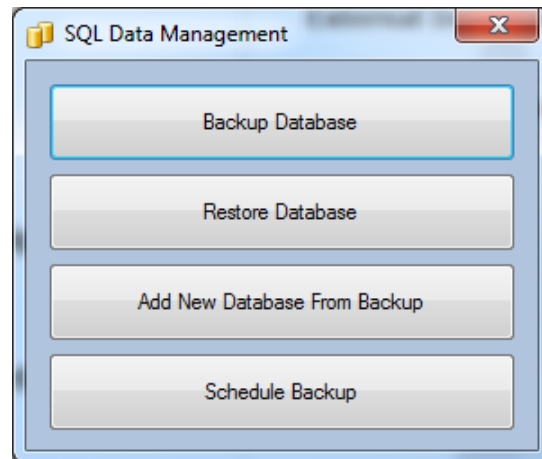 SQL Data Management
Backup Database
Restore Database
Add New Database From Backup
Schedule Backup